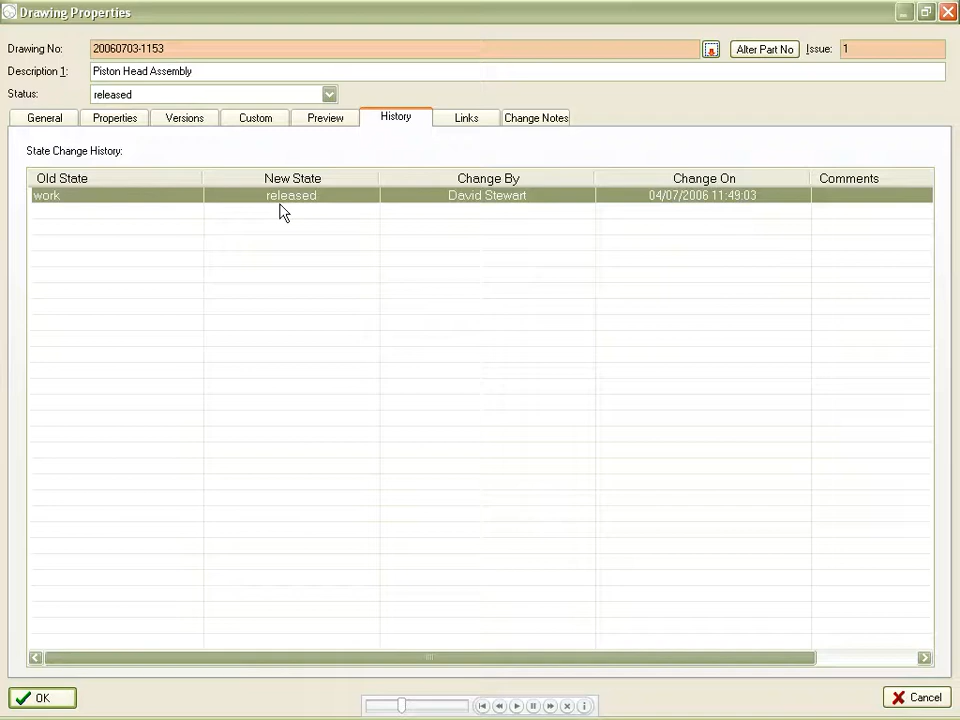 Drawing Properties
Drawing No: 20060703-1153 Alter Part No Issue: 1
Description 1: Piston Head Assembly
Status: released
General Properties Versions Custom Preview History Links Change Notes
State Change History:
Old State New State Change By Change On Comments
work released David Stewart 04/07/2006 11:49:03
OK Cancel